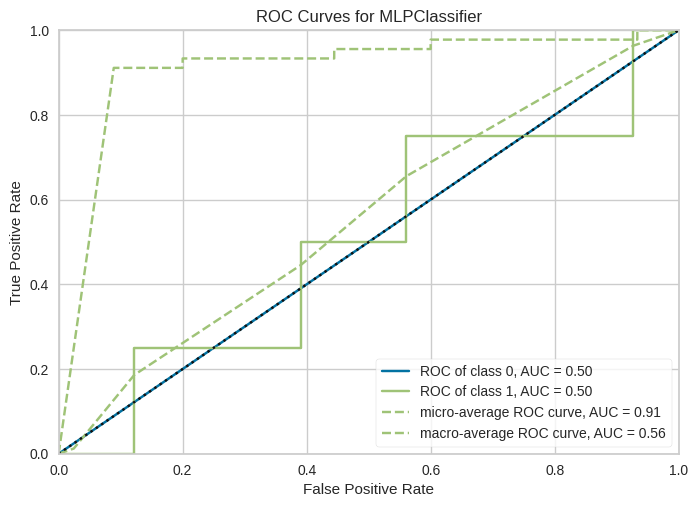 ROC Curves for MLPClassifier
1.0
0.8
0.6
0.4
0.2
0.0
True Positive Rate
ROC of class 0, AUC = 0.50
ROC of class 1, AUC = 0.50
micro-average ROC curve, AUC = 0.91
macro-average ROC curve, AUC = 0.56
0.0 0.2 0.4 0.6 0.8 1.0
False Positive Rate